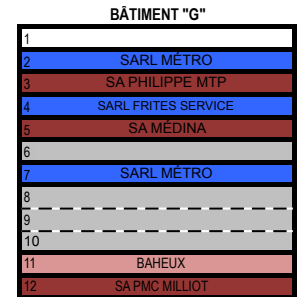 BÂTIMENT "G"
1
2 SARL MÉTRO
3 SA PHILIPPE MTP
4 SARL FRITES SERVICE
5 SA MÉDINA
6
7 SARL MÉTRO
8
9
10
11 BAHEUX
12 SA PMC MILLIOT